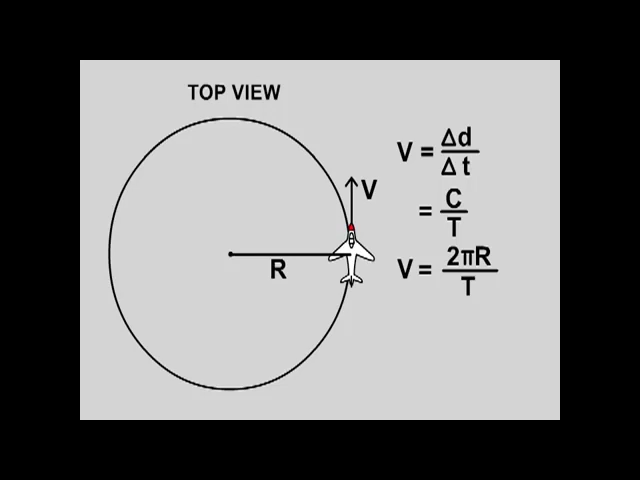 TOP VIEW
V = Δd / Δt
= C / T
V = 2πR / T
V
R